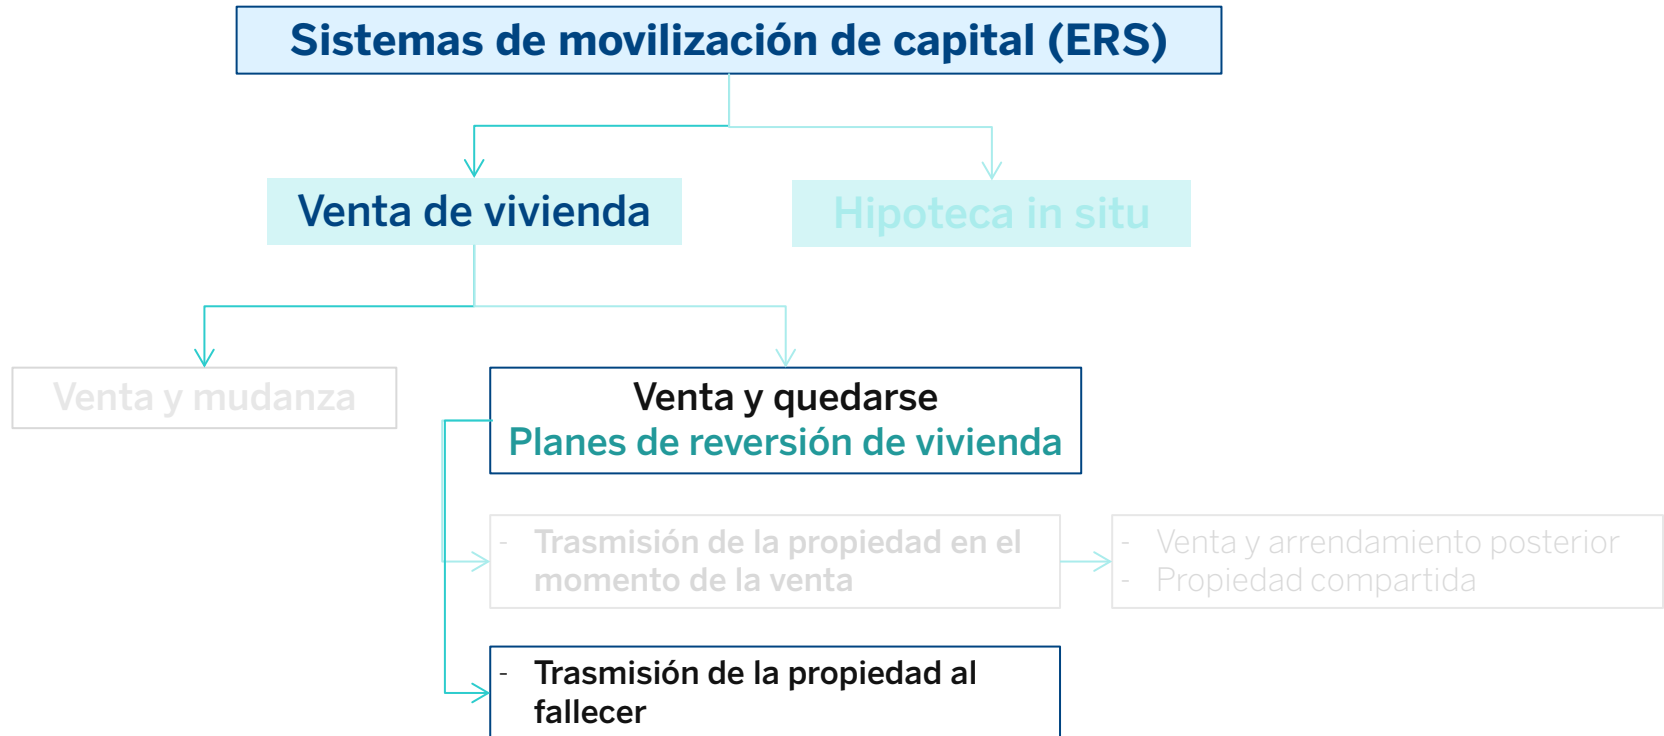 Sistemas de movilización de capital (ERS)
Venta de vivienda
Hipoteca in situ
Venta y mudanza
Venta y quedarse
Planes de reversión de vivienda
- Trasmisión de la propiedad en el
momento de la venta
- Venta y arrendamiento posterior
- Propiedad compartida
- Trasmisión de la propiedad al
fallecer